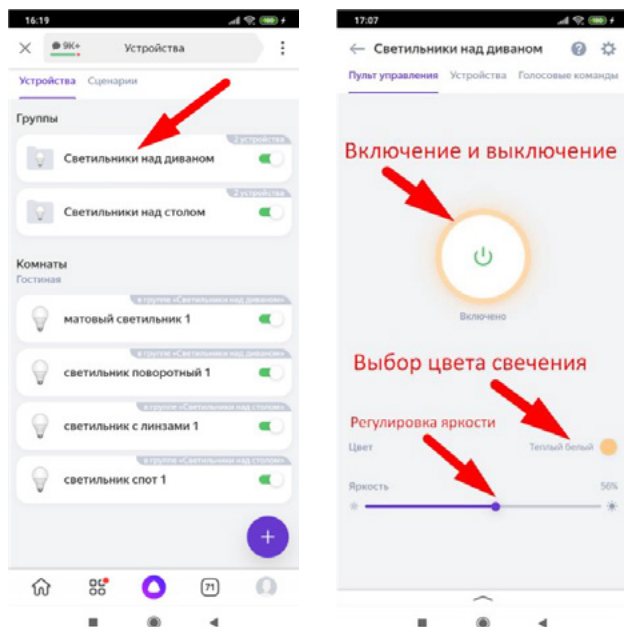 16:19
9K+
Устройства
Устройства Сценарии
Группы
2 устройства
Светильники над диваном
2 устройства
Светильники над столом
Комнаты
Гостиная
в группе «Светильники над диваном»
матовый светильник 1
в группе «Светильники над диваном»
светильник поворотный 1
в группе «Светильники над столом»
светильник с линзами 1
в группе «Светильники над столом»
светильник спот 1
+
71
17:07
Светильники над диваном
Пульт управления Устройства Голосовые команды
Включение и выключение
Включено
Выбор цвета свечения
Регулировка яркости
Цвет Теплый белый
Яркость 56%